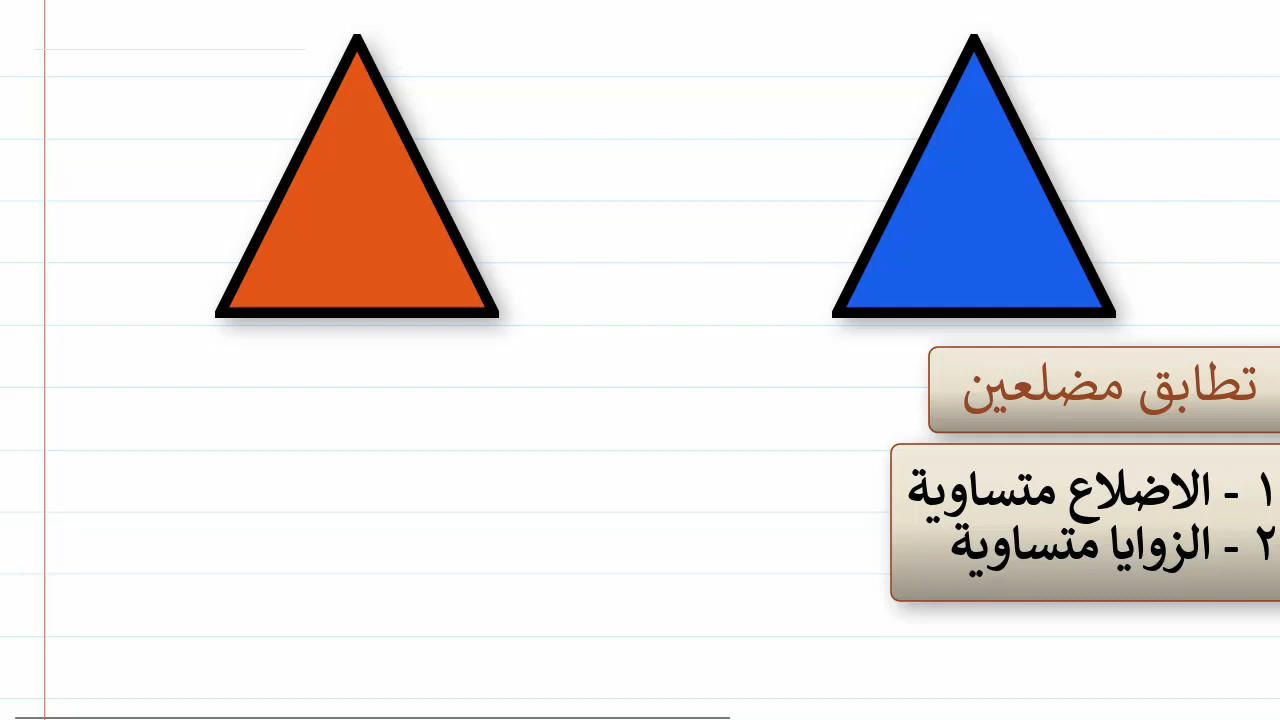 تطابق مضلعين
١ - الاضلاع متساوية
٢ - الزوايا متساوية